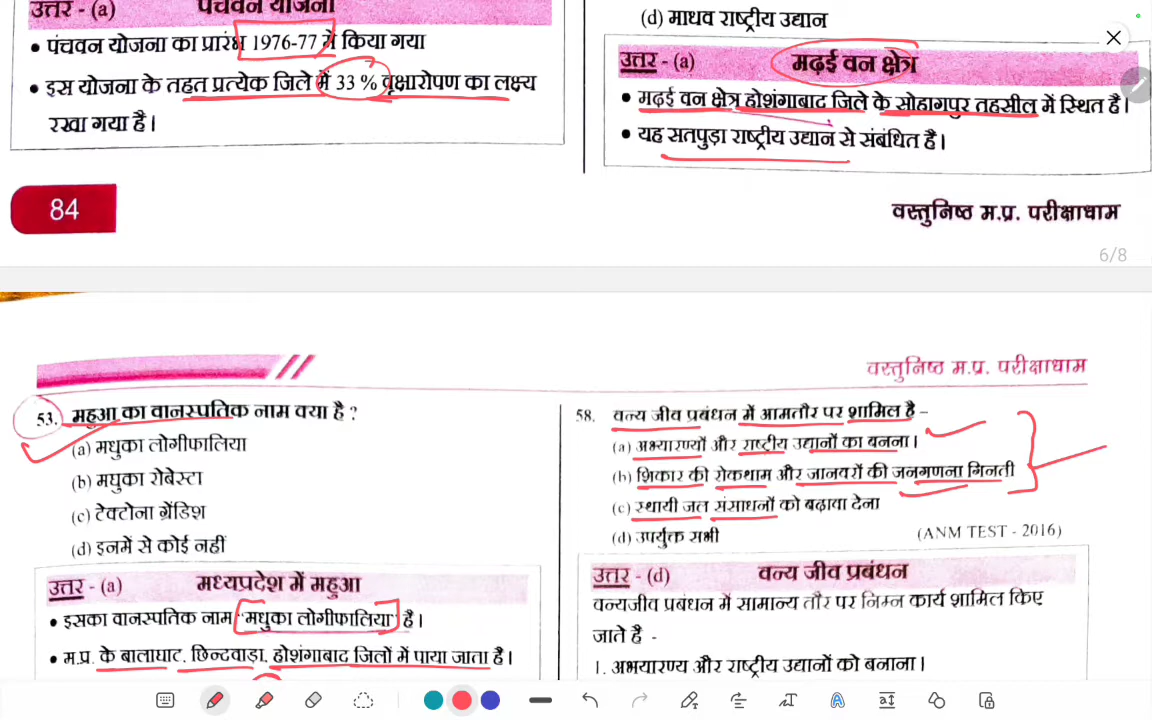 उत्तर - (a) पंचवन योजना
• पंचवन योजना का प्रारंभ 1976-77 में किया गया
• इस योजना के तहत प्रत्येक जिले में 33 % वृक्षारोपण का लक्ष्य
रखा गया है।
(d) माधव राष्ट्रीय उद्यान
उत्तर - (a) मढ़ई वन क्षेत्र
• मढ़ई वन क्षेत्र होशंगाबाद जिले के सोहागपुर तहसील में स्थित है।
• यह सतपुड़ा राष्ट्रीय उद्यान से संबंधित है।
84
वस्तुनिष्ठ म.प्र. परीक्षाधाम
6/8
वस्तुनिष्ठ म.प्र. परीक्षाधाम
53. महुआ का वानस्पतिक नाम क्या है ?
(a) मधुका लोंगीफालिया
(b) मघुका रोबेस्टा
(c) टेक्टोना ग्रेंडिश
(d) इनमें से कोई नहीं
उत्तर - (a) मध्यप्रदेश में महुआ
• इसका वानस्पतिक नाम "मधुका लोंगीफालिया" है।
• म.प्र. के बालाघाट, छिन्दवाड़ा, होशंगाबाद जिलों में पाया जाता है।
58. वन्य जीव प्रबंधन में आमतौर पर शामिल है -
(a) अभ्यारण्यों और राष्ट्रीय उद्यानों का बनना।
(b) शिकार की रोकथाम और जानवरों की जनगणना गिनती
(c) स्थायी जल संसाधनों को बढ़ावा देना
(d) उपर्युक्त सभी (ANM TEST - 2016)
उत्तर - (d) वन्य जीव प्रबंधन
वन्यजीव प्रबंधन में सामान्य तौर पर निम्न कार्य शामिल किए
जाते है -
1. अभयारण्य और राष्ट्रीय उद्यानों को बनाना।